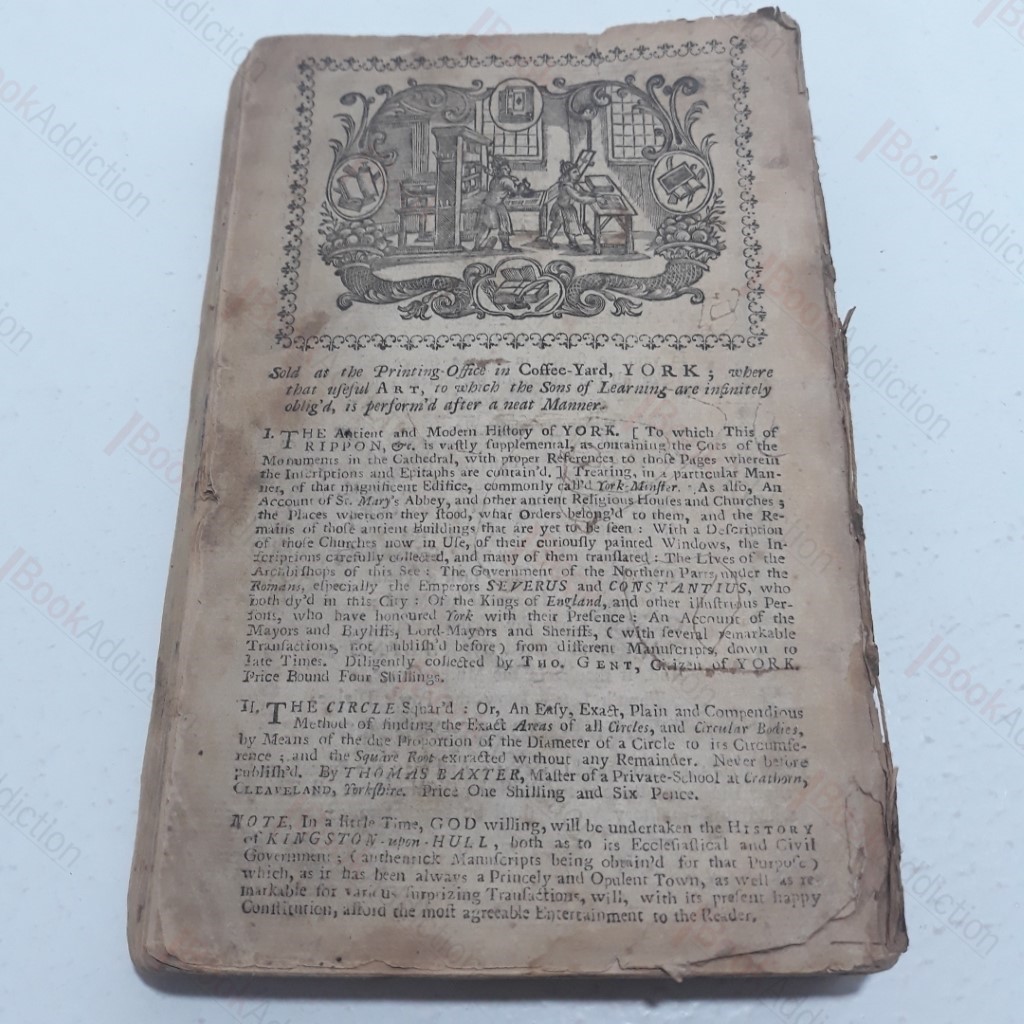 Sold at the Printing-Office in Coffee-Yard, YORK; where
that useful ART, to which the Sons of Learning are infinitely
oblig'd, is perform'd after a neat Manner.
I. THE Antient and Modern History of YORK. [ To which This of
RIPPON, &c. is vastly supplemental, as containing the Cuts of the
Monuments in the Cathedral, with proper References to those Pages wherein
the Inscriptions and Epitaphs are contain'd. ] Treating, in a particular Man-
ner, of that magnificent Edifice, commonly call'd York-Minster. As also, An
Account of St. Mary's Abbey, and other ancient Religious Houses and Churches;
the Places whereon they stood, what Orders belong'd to them, and the Re-
mains of those antient Buildings that are yet to be seen: With a Description
of those Churches now in Use, of their curiously painted Windows, the In-
scriptions carefully collected, and many of them translated: The Lives of the
Archbishops of this See: The Government of the Northern Parts under the
Romans, especially the Emperors SEVERUS and CONSTANTIUS, who
both dy'd in this City: Of the Kings of England, and other illustrious Per-
sons, who have honoured York with their Presence: An Account of the
Mayors and Bayliffs, Lord-Mayors and Sheriffs, ( with several remarkable
Transactions, not publish'd before ) from different Manuscripts, down to
late Times. Diligently collected by THO. GENT, Citizen of YORK.
Price Bound Four Shillings.
II. THE CIRCLE Squar'd: Or, An Easy, Exact, Plain and Compendious
Method of finding the Exact Areas of all Circles, and Circular Bodies,
by Means of the due Proportion of the Diameter of a Circle to its Circumfe-
rence; and the Square Root extracted without any Remainder. Never before
publish'd. By THOMAS BAXTER, Master of a Private-School at Crathorn,
CLEAVELAND, Yorkshire. Price One Shilling and Six Pence.
NOTE, In a little Time, GOD willing, will be undertaken the HISTORY
of KINGSTON-upon-HULL, both as to its Ecclesiastical and Civil
Government; ( authentick Manuscripts being obtain'd for that Purpose )
which, as it has been always a Princely and Opulent Town, as well as re-
markable for various surprizing Transactions, will, with its present happy
Constitution, afford the most agreeable Entertainment to the Reader.
BookAddiction